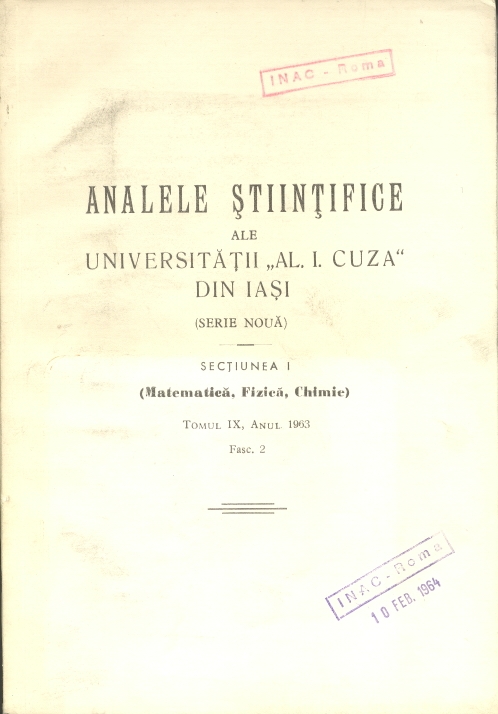 INAC - Roma
ANALELE ŞTIINŢIFICE
ALE
UNIVERSITĂŢII „AL. I. CUZA“
DIN IAŞI
(SERIE NOUĂ)
SECŢIUNEA I
(Matematică, Fizică, Chimie)
TOMUL IX, ANUL 1963
Fasc. 2
INAC - Roma
10 FEB. 1964